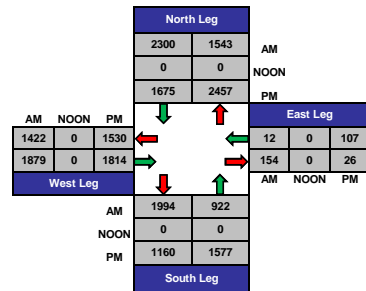 North Leg
2300 1543 AM
0 0 NOON
1675 2457 PM
AM NOON PM
1422 0 1530
1879 0 1814
West Leg
East Leg
12 0 107
154 0 26
AM NOON PM
AM 1994 922
NOON 0 0
PM 1160 1577
South Leg